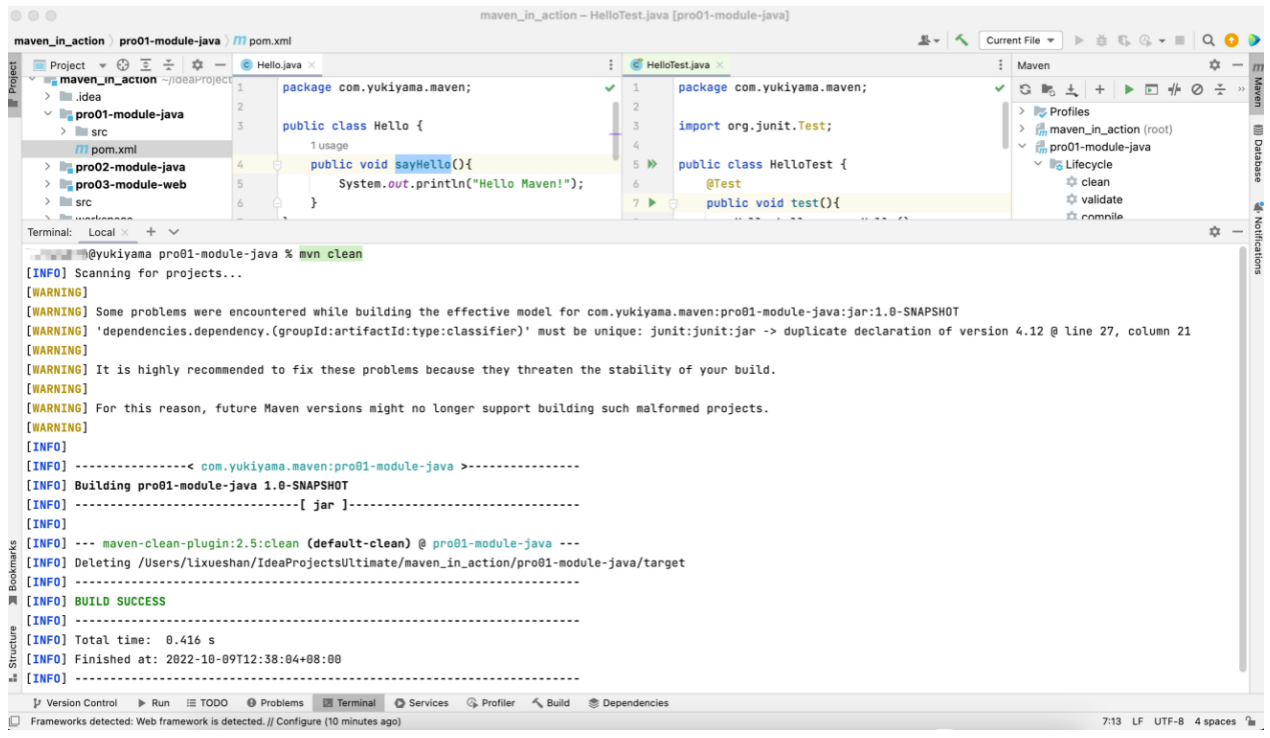 maven_in_action – HelloTest.java [pro01-module-java]
maven_in_action pro01-module-java pom.xml
Current File
Project
Project
maven_in_action ~/IdeaProject
.idea
pro01-module-java
src
pom.xml
pro02-module-java
pro03-module-web
src
workspace
Hello.java
1 package com.yukiyama.maven;
2
3 public class Hello {
1 usage
4 public void sayHello(){
5 System.out.println("Hello Maven!");
6 }
HelloTest.java
1 package com.yukiyama.maven;
2
3 import org.junit.Test;
4
5 public class HelloTest {
6 @Test
7 public void test(){
Maven
Profiles
maven_in_action (root)
pro01-module-java
Lifecycle
clean
validate
compile
Maven
Database
Notifications
Terminal: Local
@yukiyama pro01-module-java % mvn clean
[INFO] Scanning for projects...
[WARNING]
[WARNING] Some problems were encountered while building the effective model for com.yukiyama.maven:pro01-module-java:jar:1.0-SNAPSHOT
[WARNING] 'dependencies.dependency.(groupId:artifactId:type:classifier)' must be unique: junit:junit:jar -> duplicate declaration of version 4.12 @ line 27, column 21
[WARNING]
[WARNING] It is highly recommended to fix these problems because they threaten the stability of your build.
[WARNING]
[WARNING] For this reason, future Maven versions might no longer support building such malformed projects.
[WARNING]
[INFO]
[INFO] ----------------< com.yukiyama.maven:pro01-module-java >----------------
[INFO] Building pro01-module-java 1.0-SNAPSHOT
[INFO] --------------------------------[ jar ]---------------------------------
[INFO]
[INFO] --- maven-clean-plugin:2.5:clean (default-clean) @ pro01-module-java ---
[INFO] Deleting /Users/lixueshan/IdeaProjectsUltimate/maven_in_action/pro01-module-java/target
[INFO] ------------------------------------------------------------------------
[INFO] BUILD SUCCESS
[INFO] ------------------------------------------------------------------------
[INFO] Total time:  0.416 s
[INFO] Finished at: 2022-10-09T12:38:04+08:00
[INFO] ------------------------------------------------------------------------
Bookmarks
Structure
Version Control Run TODO Problems Terminal Services Profiler Build Dependencies
Frameworks detected: Web framework is detected. // Configure (10 minutes ago)
7:13 LF UTF-8 4 spaces